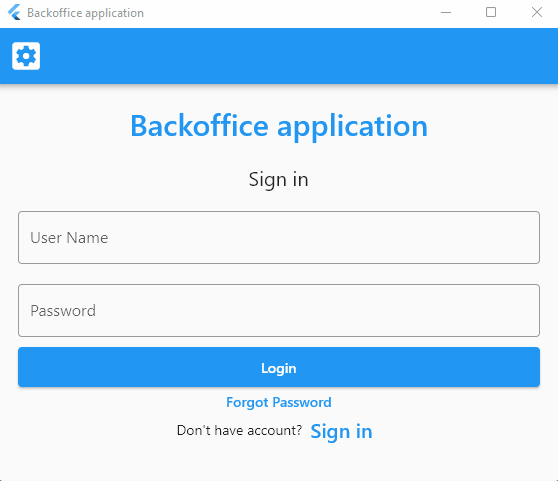 Backoffice application
Backoffice application
Sign in
User Name
Password
Login
Forgot Password
Don't have account? Sign in